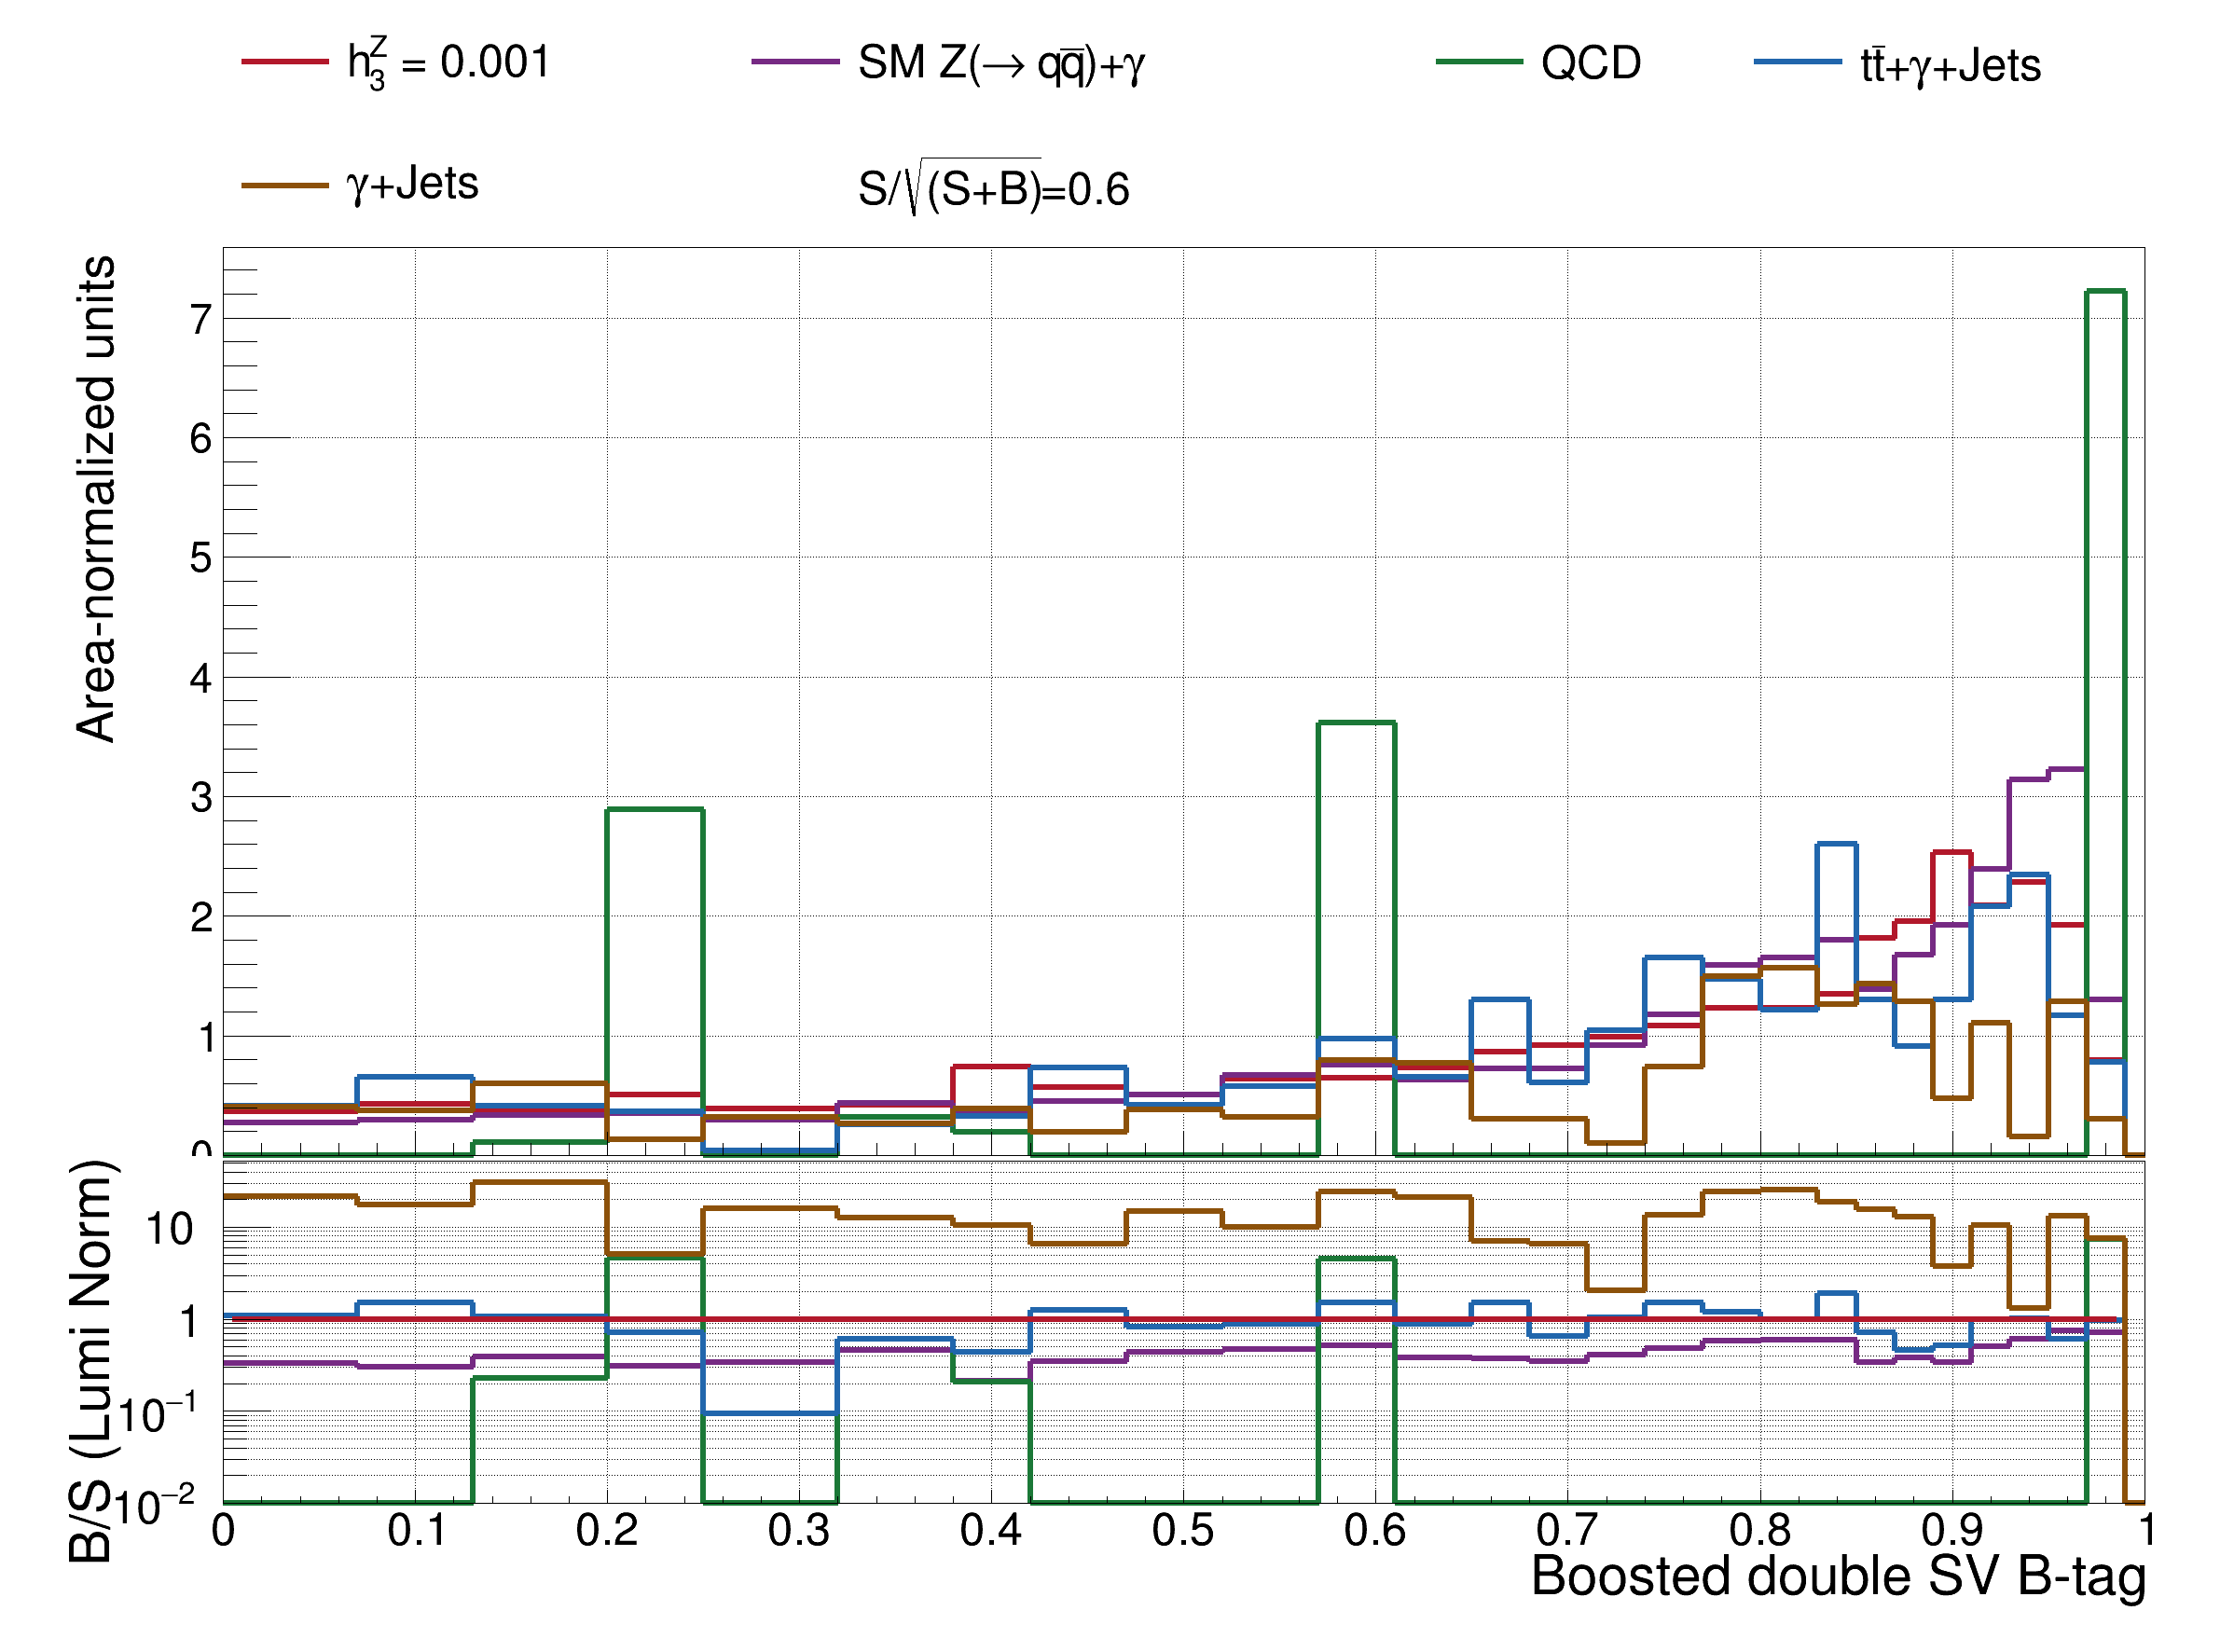 h₃ᶻ = 0.001
SM Z(→ qq̄)+γ
QCD
tt̄+γ+Jets
γ+Jets
S/√(S+B)=0.6
Area-normalized units
7
6
5
4
3
2
1
0
B/S (Lumi Norm)
10
1
10⁻¹
10⁻²
0 0.1 0.2 0.3 0.4 0.5 0.6 0.7 0.8 0.9 1
Boosted double SV B-tag